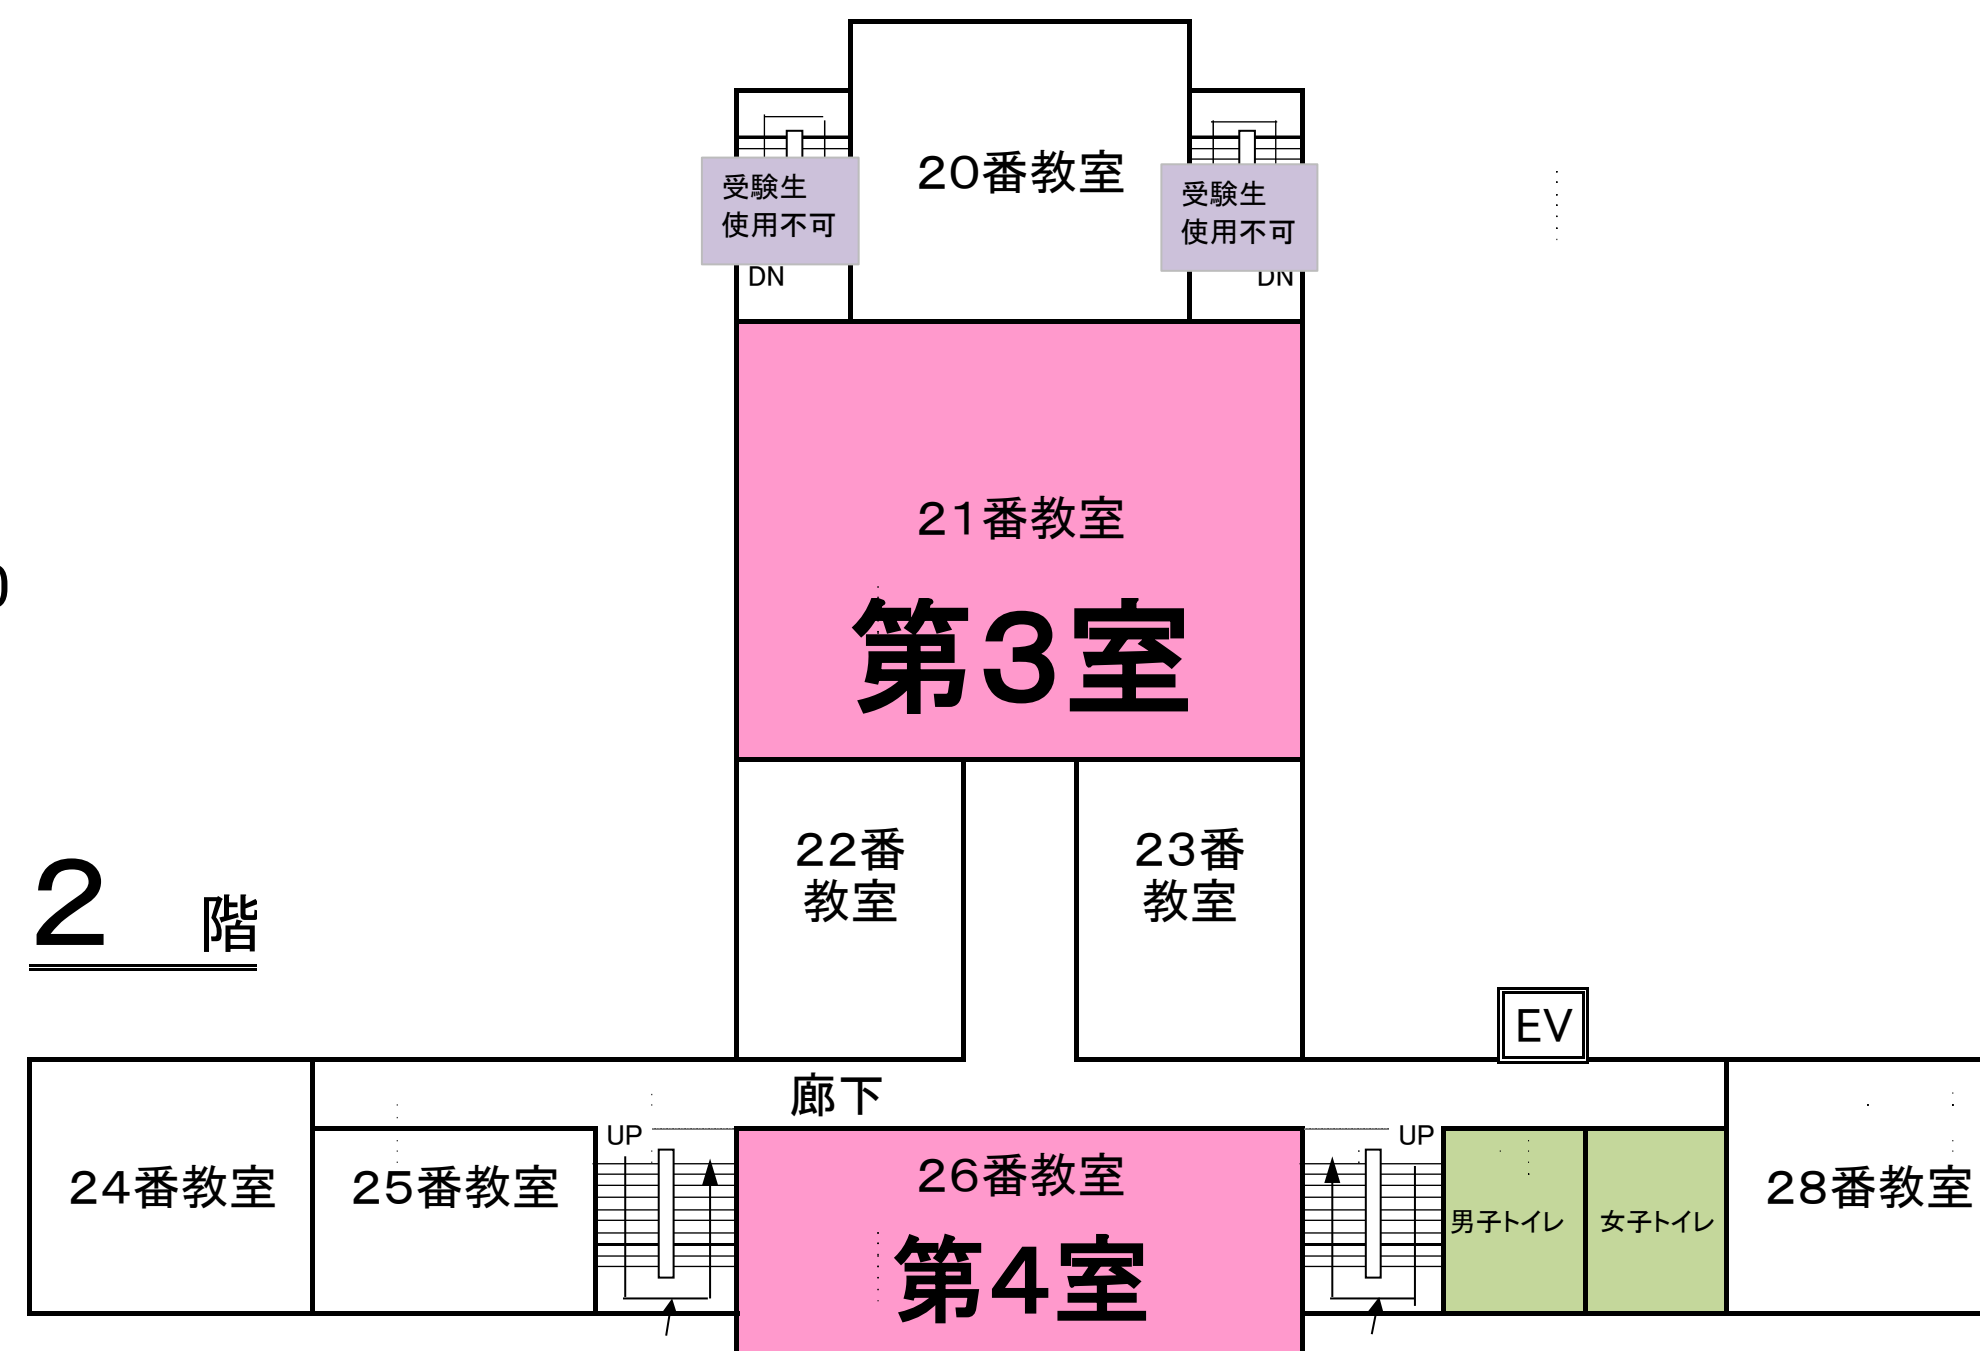 20番教室
受験生
使用不可
受験生
使用不可
DN
DN
21番教室
第3室
22番
教室
23番
教室
2 階
EV
廊下
UP
UP
24番教室
25番教室
26番教室
第4室
男子トイレ
女子トイレ
28番教室